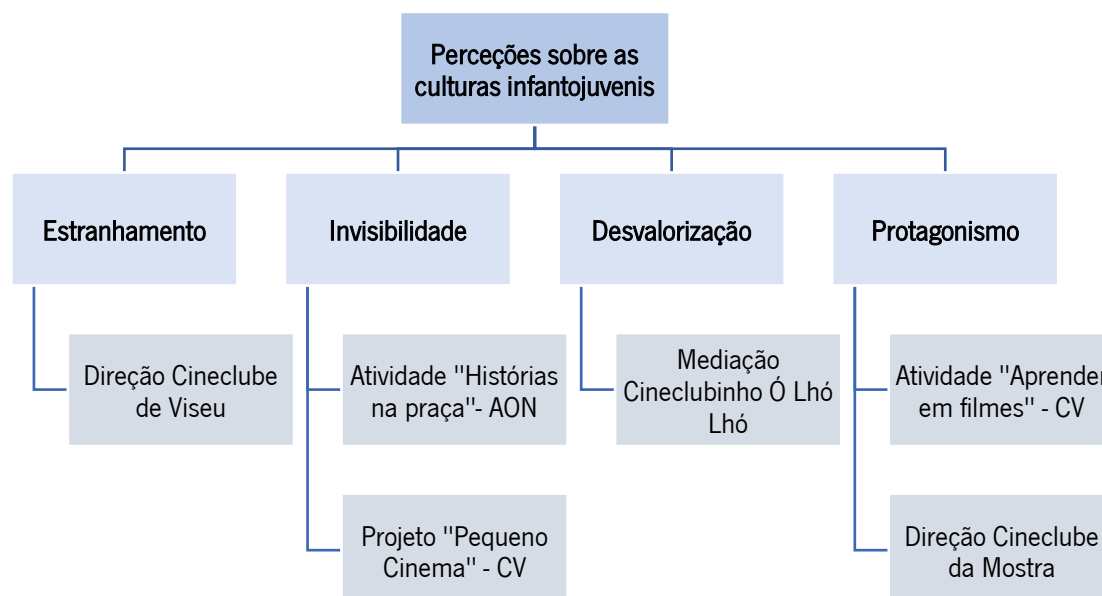 Perceções sobre as
culturas infantojuvenis
Estranhamento
Invisibilidade
Desvalorização
Protagonismo
Direção Cineclube
de Viseu
Atividade "Histórias
na praça"- AON
Mediação
Cineclubinho Ó Lhó
Lhó
Atividade "Aprender
em filmes" - CV
Projeto "Pequeno
Cinema" - CV
Direção Cineclube
da Mostra